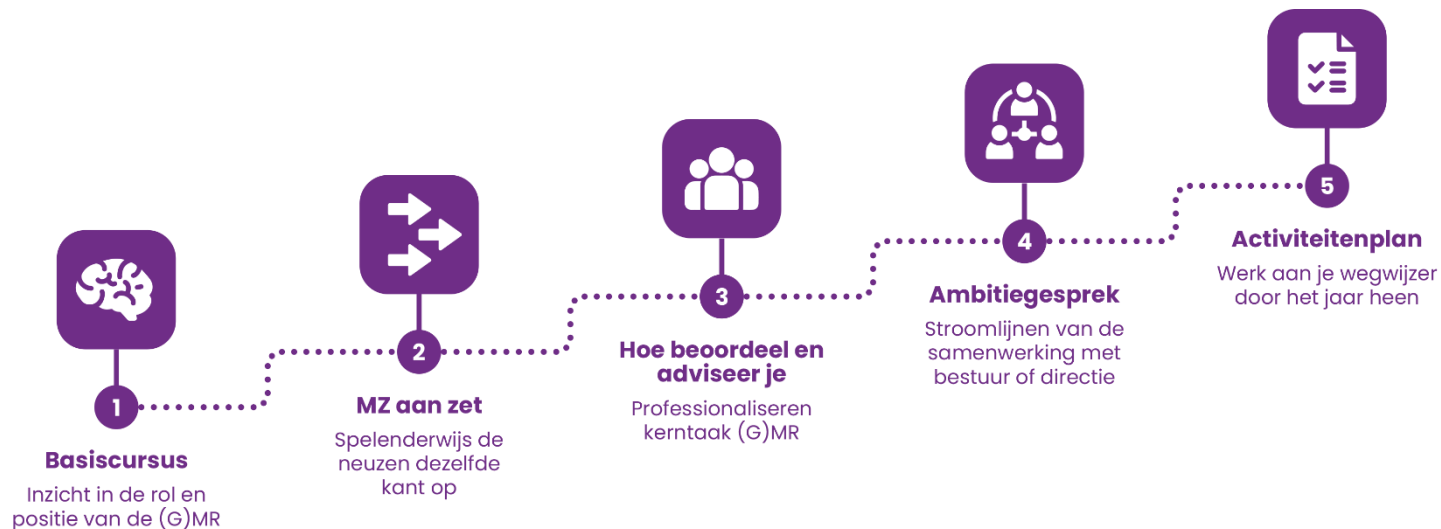 1
Basiscursus
Inzicht in de rol en
positie van de (G)MR
2
MZ aan zet
Spelenderwijs de
neuzen dezelfde
kant op
3
Hoe beoordeel en
adviseer je
Professionaliseren
kerntaak (G)MR
4
Ambitiegesprek
Stroomlijnen van de
samenwerking met
bestuur of directie
5
Activiteitenplan
Werk aan je wegwijzer
door het jaar heen